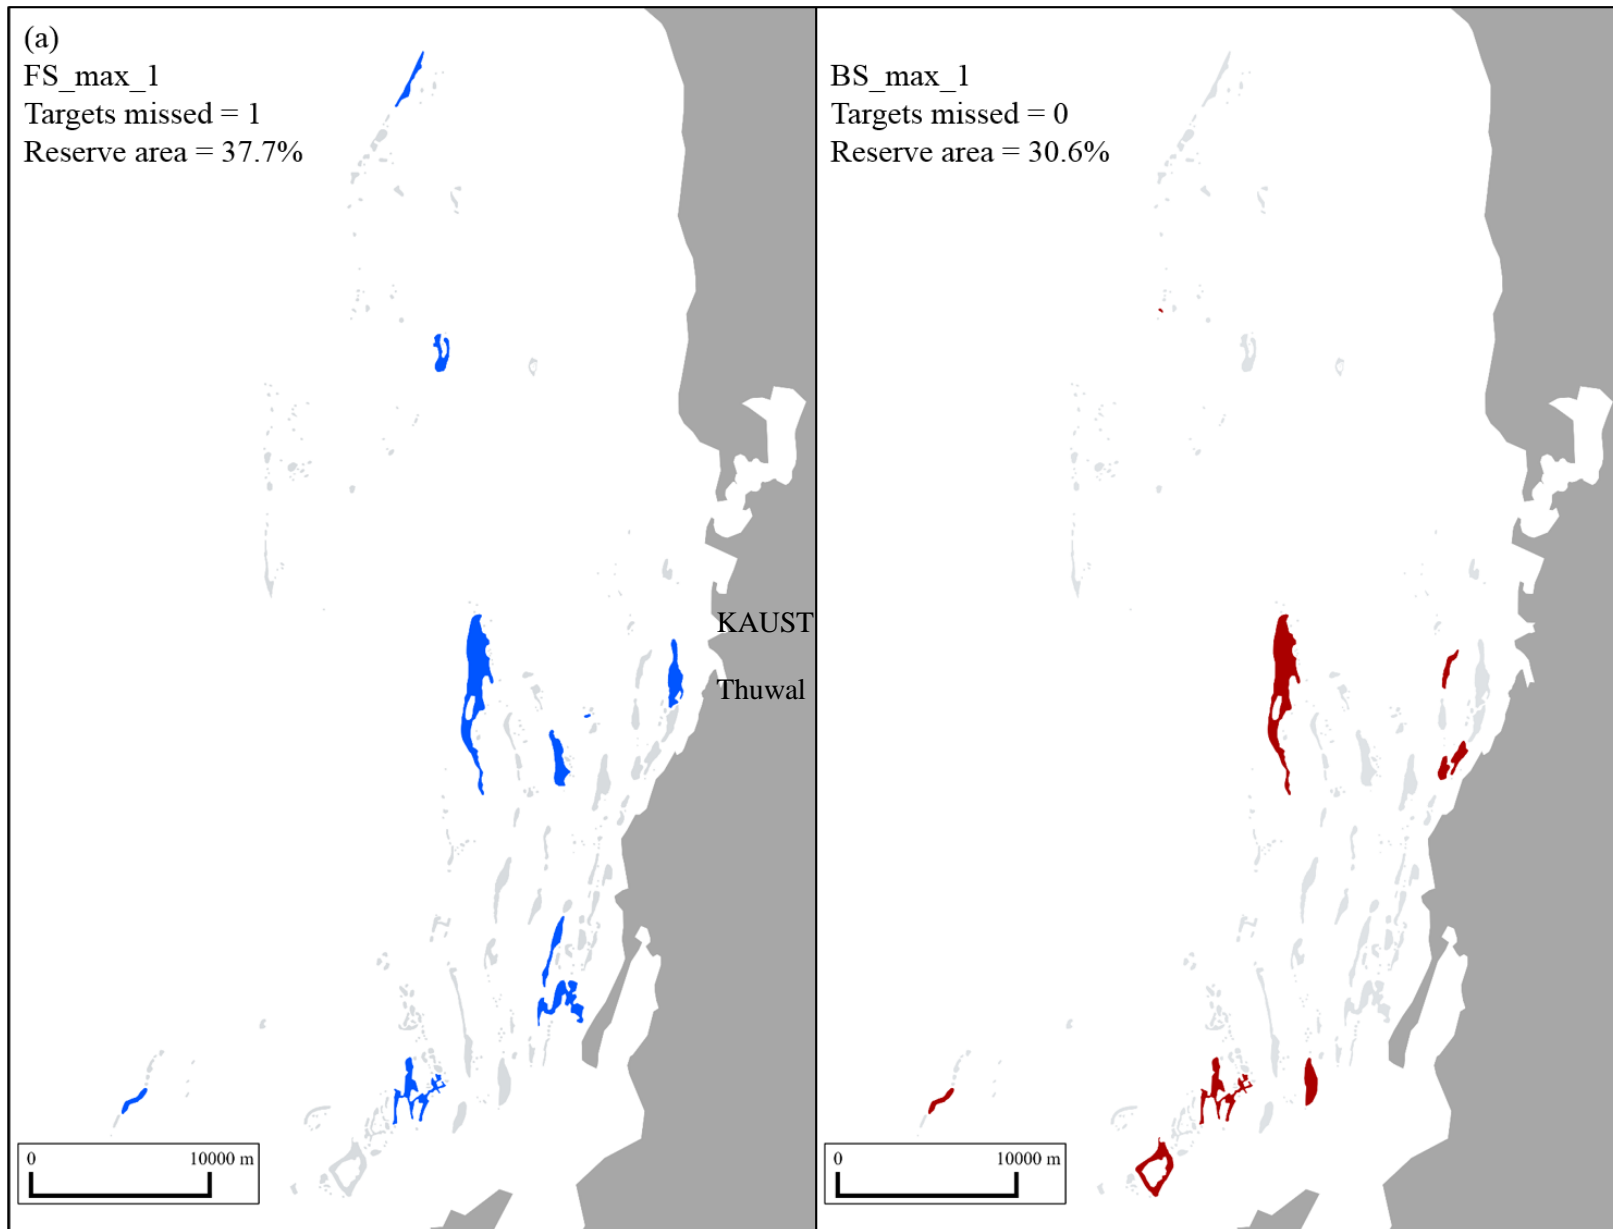 (a)
FS_max_1
Targets missed = 1
Reserve area = 37.7%
KAUST
Thuwal
0 10000 m
BS_max_1
Targets missed = 0
Reserve area = 30.6%
0 10000 m